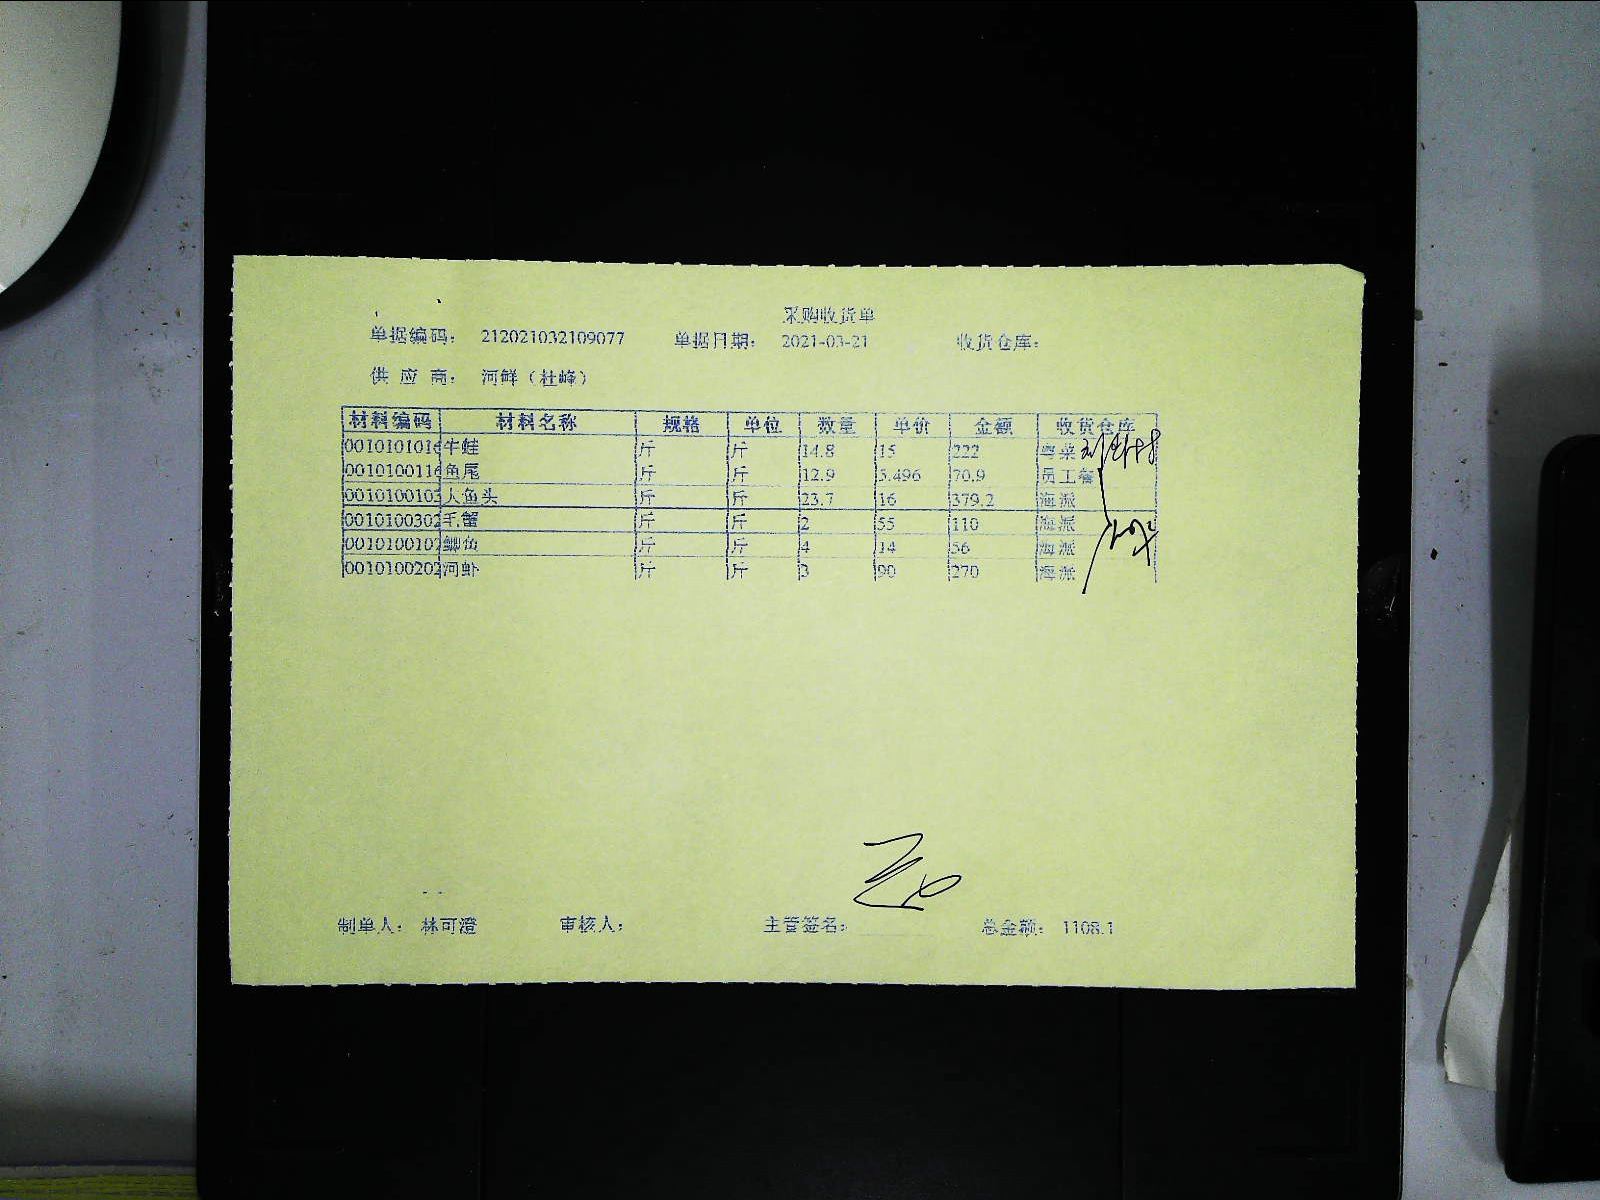 采购收货单
单据编码： 212021032109077 单据日期： 2021-03-21 收货仓库：
供 应 商： 河鲜（杜峰）
材料编码 材料名称 规格 单位 数量 单价 金额 收货仓库
0010101016 牛蛙 斤 斤 14.8 15 222 粤菜
0010100116 鱼尾 斤 斤 12.9 5.496 70.9 员工餐
0010100103 大鱼头 斤 斤 23.7 16 379.2 海派
0010100302 毛蟹 斤 斤 2 55 110 海派
0010100107 鲫鱼 斤 斤 4 14 56 海派
0010100202 河虾 斤 斤 3 90 270 海派
制单人： 林可澄 审核人： 主管签名： 总金额： 1108.1